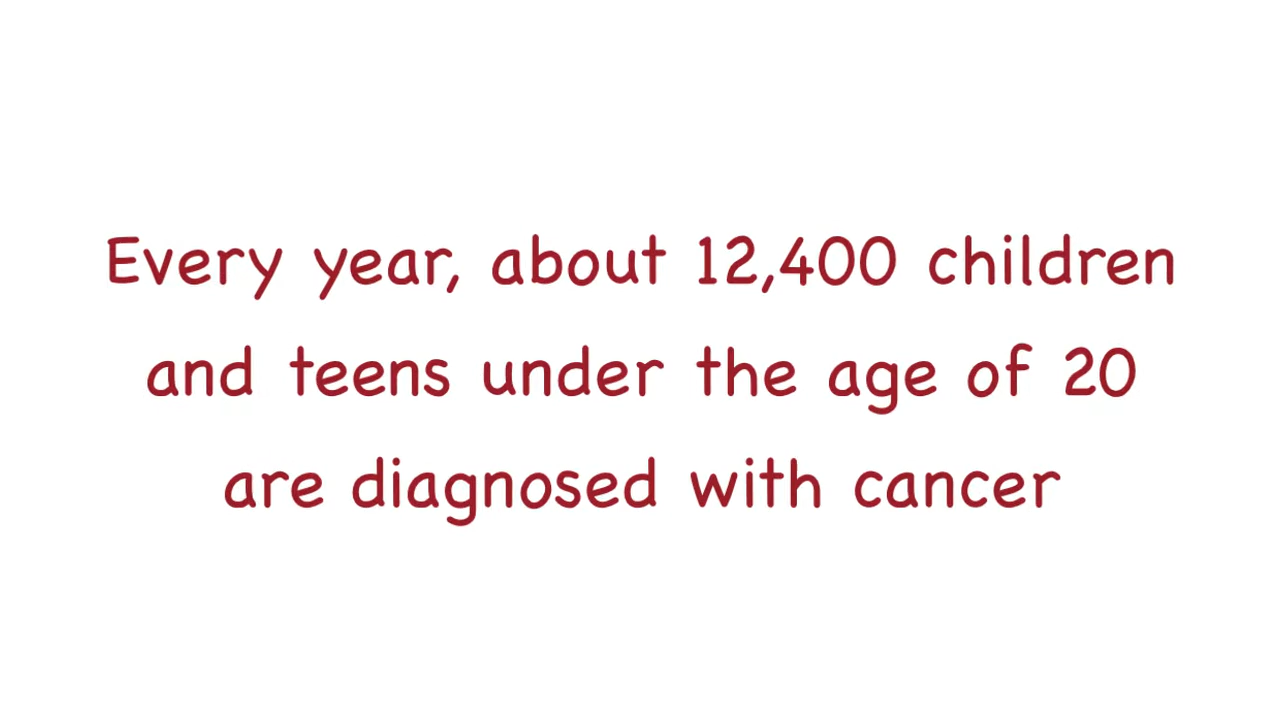 Every year, about 12,400 children
and teens under the age of 20
are diagnosed with cancer